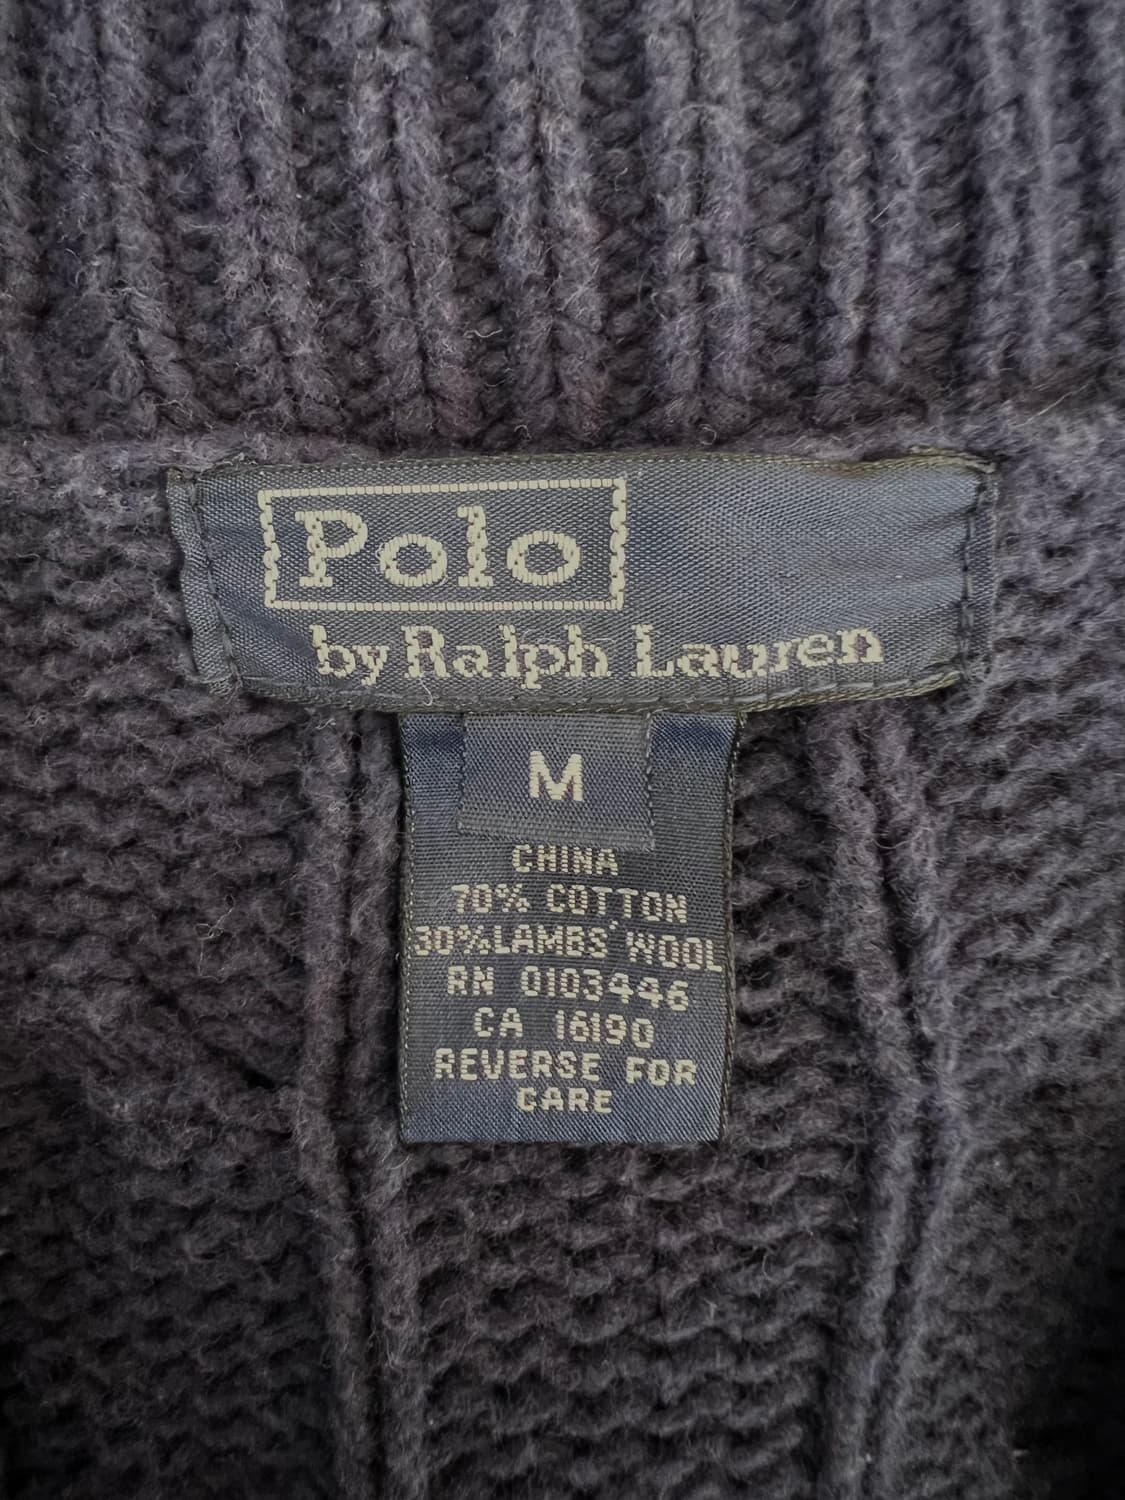 Polo
by Ralph Lauren
M
CHINA
70% COTTON
30% LAMBS' WOOL
RN 0103446
CA 16190
REVERSE FOR
CARE